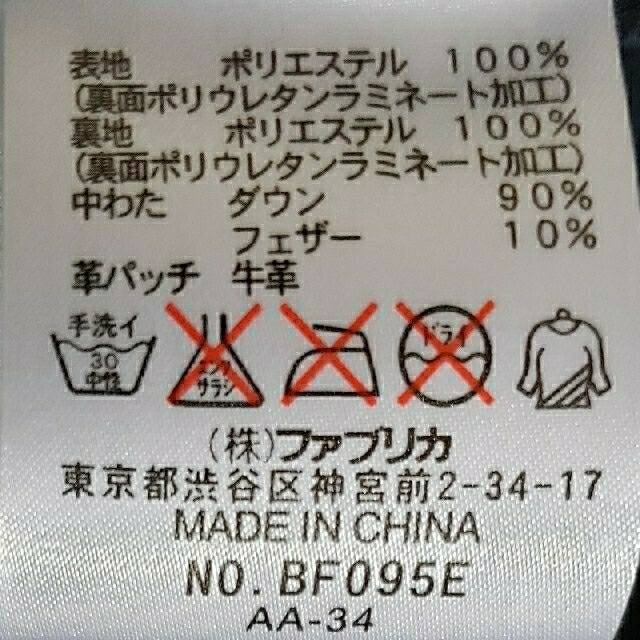 表地 ポリエステル 100%
(裏面ポリウレタンラミネート加工)
裏地 ポリエステル 100%
(裏面ポリウレタンラミネート加工)
中わた ダウン 90%
フェザー 10%
革パッチ 牛革
手洗イ
30
中性
エンソ
サラシ
ドライ
(株)ファブリカ
東京都渋谷区神宮前2-34-17
MADE IN CHINA
NO. BF095E
AA-34